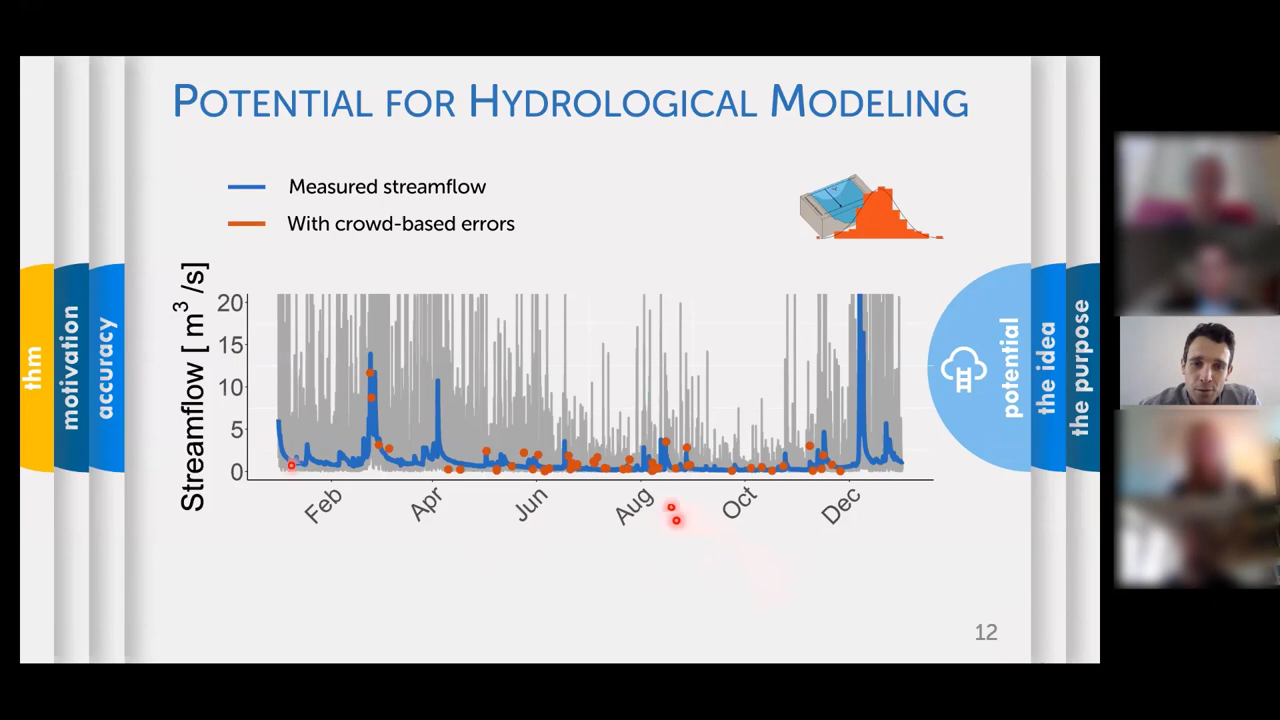 POTENTIAL FOR HYDROLOGICAL MODELING
Measured streamflow
With crowd-based errors
Streamflow [ m³ /s]
20
15
10
5
0
Feb
Apr
Jun
Aug
Oct
Dec
thm
motivation
accuracy
potential
the idea
the purpose
12